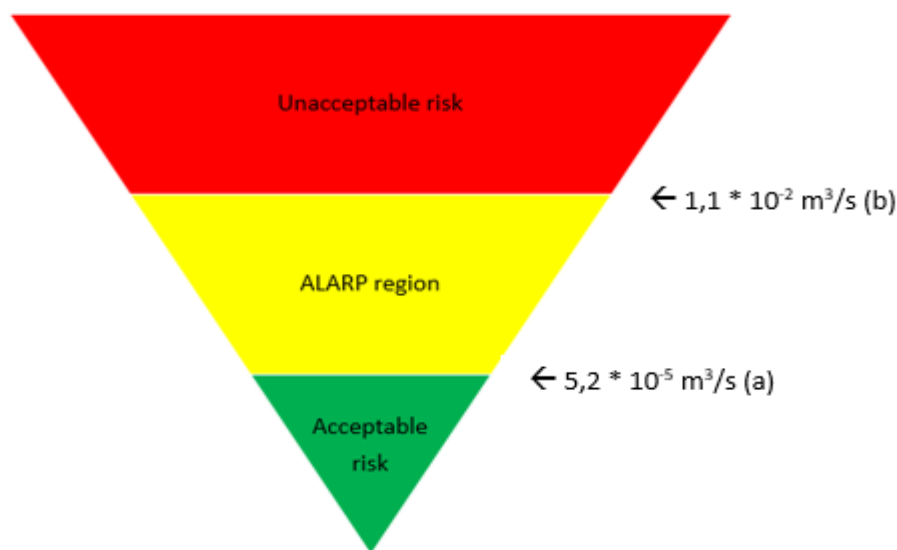 Unacceptable risk
← 1,1 * 10⁻² m³/s (b)
ALARP region
← 5,2 * 10⁻⁵ m³/s (a)
Acceptable
risk